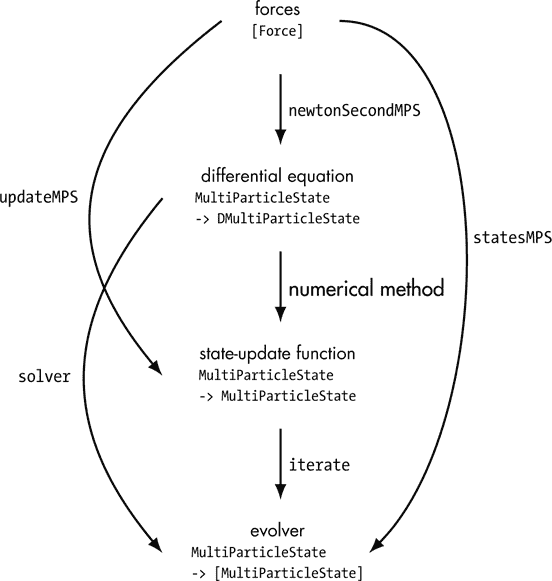 forces
[Force]
newtonSecondMPS
differential equation
MultiParticleState
-> DMultiParticleState
updateMPS
statesMPS
numerical method
state-update function
MultiParticleState
-> MultiParticleState
solver
iterate
evolver
MultiParticleState
-> [MultiParticleState]